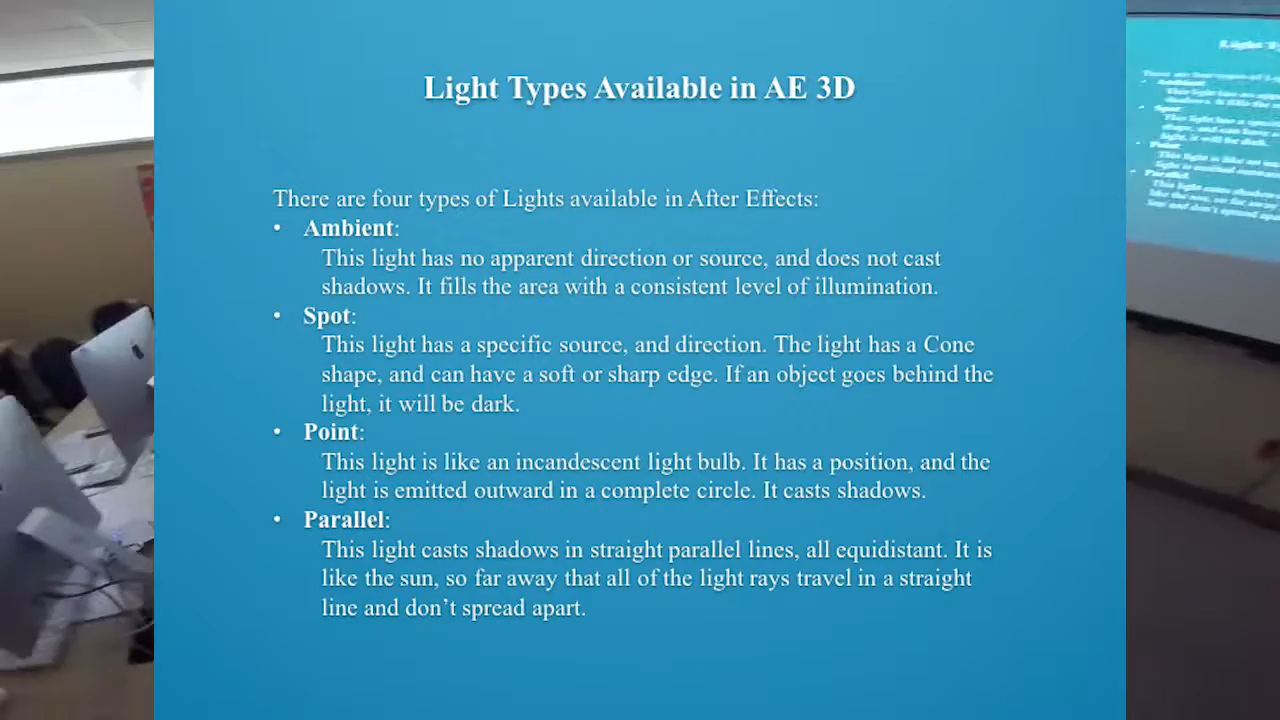 Light Types Available in AE 3D
There are four types of Lights available in After Effects:
• Ambient:
This light has no apparent direction or source, and does not cast
shadows. It fills the area with a consistent level of illumination.
• Spot:
This light has a specific source, and direction. The light has a Cone
shape, and can have a soft or sharp edge. If an object goes behind the
light, it will be dark.
• Point:
This light is like an incandescent light bulb. It has a position, and the
light is emitted outward in a complete circle. It casts shadows.
• Parallel:
This light casts shadows in straight parallel lines, all equidistant. It is
like the sun, so far away that all of the light rays travel in a straight
line and don’t spread apart.